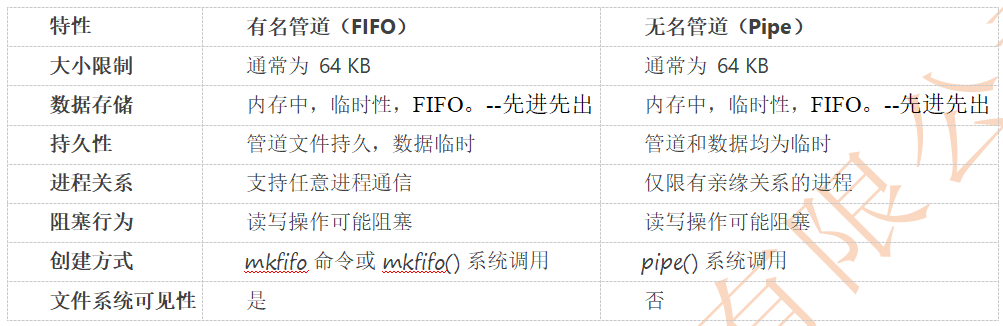 特性 有名管道（FIFO） 无名管道（Pipe）
大小限制 通常为 64 KB 通常为 64 KB
数据存储 内存中，临时性，FIFO。--先进先出 内存中，临时性，FIFO。--先进先出
持久性 管道文件持久，数据临时 管道和数据均为临时
进程关系 支持任意进程通信 仅限有亲缘关系的进程
阻塞行为 读写操作可能阻塞 读写操作可能阻塞
创建方式 mkfifo 命令或 mkfifo() 系统调用 pipe() 系统调用
文件系统可见性 是 否
有限公